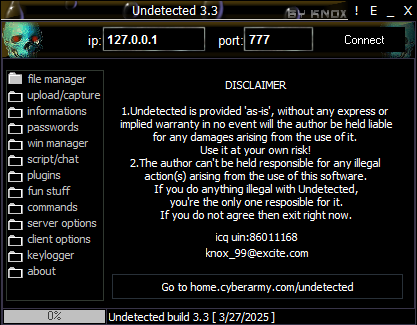 Undetected 3.3
By KNOX
! E _ X
ip: 127.0.0.1 port: 777 Connect
file manager
upload/capture
informations
passwords
win manager
script/chat
plugins
fun stuff
commands
server options
client options
keylogger
about
DISCLAIMER
1.Undetected is provided 'as-is', without any express or
implied warranty in no event will the author be held liable
for any damages arising from the use of it.
Use it at your own risk!
2.The author can't be held responsible for any illegal
action(s) arising from the use of this software.
If you do anything illegal with Undetected,
you're the only one resposible for it.
If you do not agree then exit right now.
icq uin:86011168
knox_99@excite.com
Go to home.cyberarmy.com/undetected
0%
Undetected build 3.3 [ 3/27/2025 ]